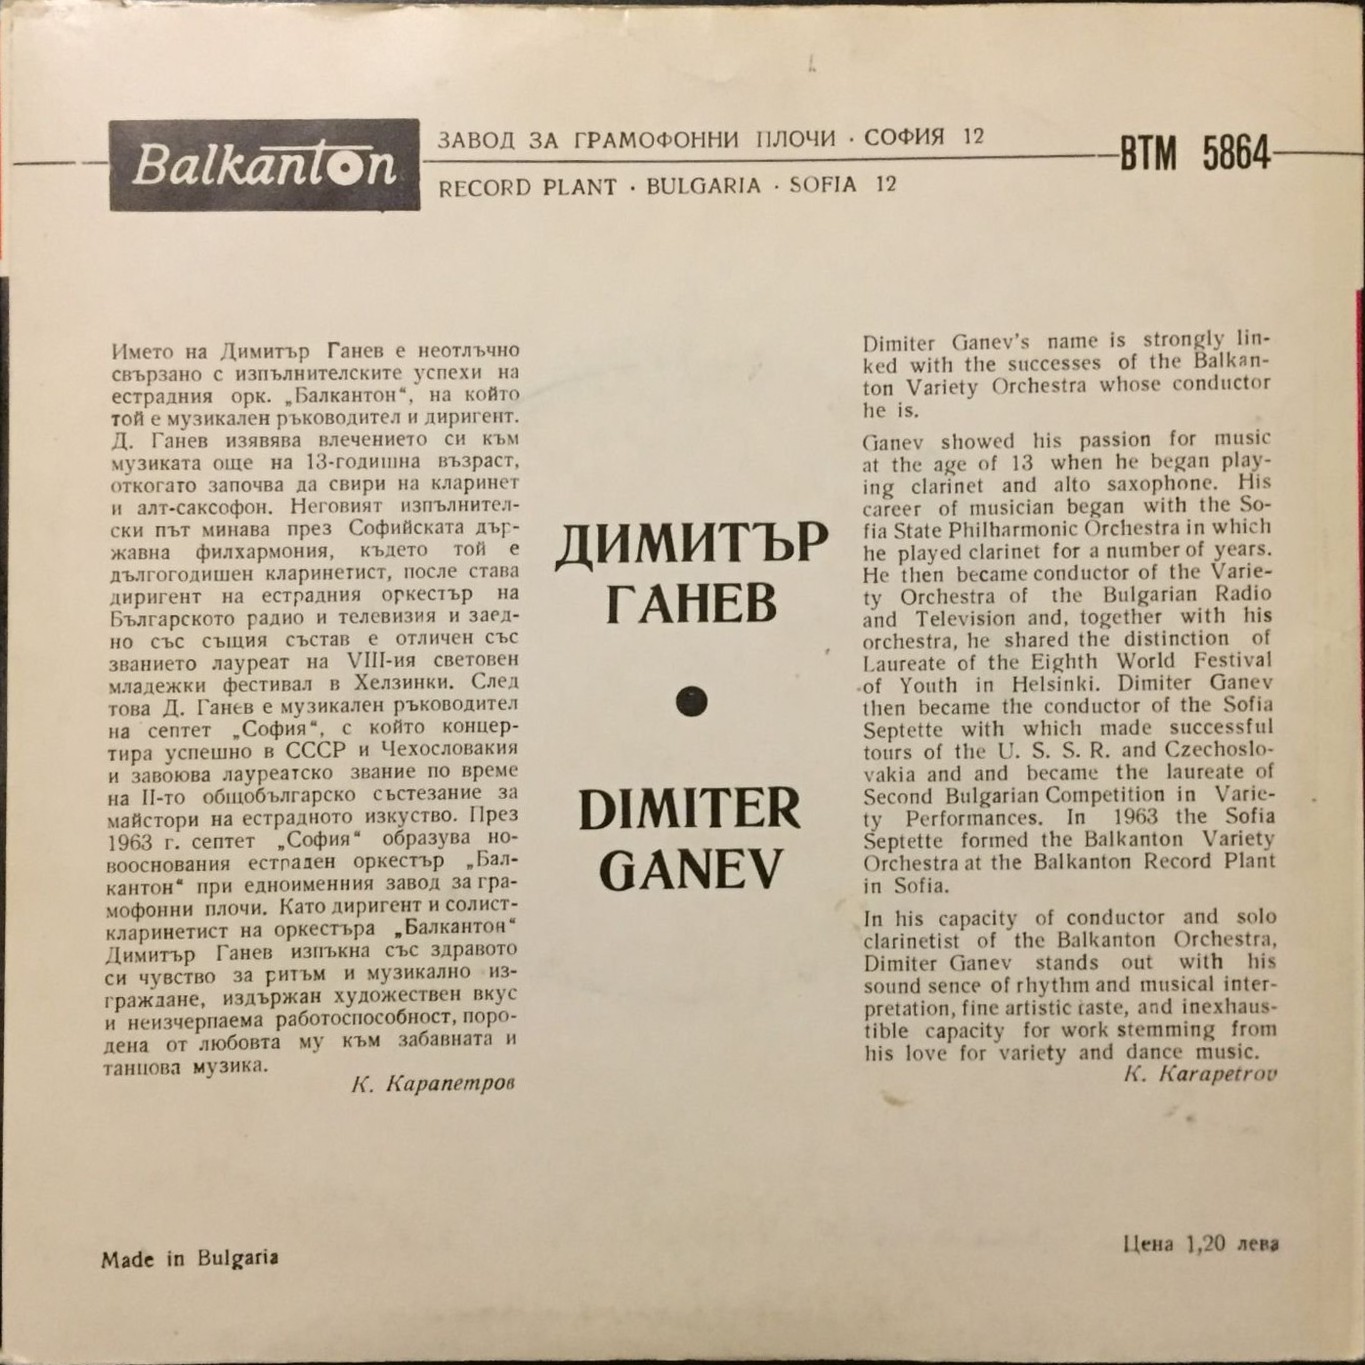 Balkanton
ЗАВОД ЗА ГРАМОФОННИ ПЛОЧИ · СОФИЯ 12
RECORD PLANT · BULGARIA · SOFIA 12
ВТМ 5864
Името на Димитър Ганев е неотлъчно
свързано с изпълнителските успехи на
естрадния орк. „Балкантон“, на който
той е музикален ръководител и диригент.
Д. Ганев изявява влечението си към
музиката още на 13-годишна възраст,
откогато започва да свири на кларинет
и алт-саксофон. Неговият изпълнител-
ски път минава през Софийската дър-
жавна филхармония, където той е
дългогодишен кларинетист, после става
диригент на естрадния оркестър на
Българското радио и телевизия и заед-
но със същия състав е отличен със
званието лауреат на VIII-ия световен
младежки фестивал в Хелзинки. След
това Д. Ганев е музикален ръководител
на септет „София“, с който концер-
тира успешно в СССР и Чехословакия
и завоюва лауреатско звание по време
на II-то общобългарско състезание за
майстори на естрадното изкуство. През
1963 г. септет „София“ образува но-
вооснования естраден оркестър „Бал-
кантон“ при едноименния завод за гра-
мофонни плочи. Като диригент и солист-
кларинетист на оркестъра „Балкантон“
Димитър Ганев изпъкна със здравото
си чувство за ритъм и музикално из-
граждане, издържан художествен вкус
и неизчерпаема работоспособност, поро-
дена от любовта му към забавната и
танцова музика.
К. Карапетров
ДИМИТЪР
ГАНЕВ
●
DIMITER
GANEV
Dimiter Ganev's name is strongly lin-
ked with the successes of the Balkan-
ton Variety Orchestra whose conductor
he is.
Ganev showed his passion for music
at the age of 13 when he began play-
ing clarinet and alto saxophone. His
career of musician began with the So-
fia State Philharmonic Orchestra in which
he played clarinet for a number of years.
He then became conductor of the Varie-
ty Orchestra of the Bulgarian Radio
and Television and, together with his
orchestra, he shared the distinction of
Laureate of the Eighth World Festival
of Youth in Helsinki. Dimiter Ganev
then became the conductor of the Sofia
Septette with which made successful
tours of the U. S. S. R. and Czechoslo-
vakia and and became the laureate of
Second Bulgarian Competition in Varie-
ty Performances. In 1963 the Sofia
Septette formed the Balkanton Variety
Orchestra at the Balkanton Record Plant
in Sofia.
In his capacity of conductor and solo
clarinetist of the Balkanton Orchestra,
Dimiter Ganev stands out with his
sound sence of rhythm and musical inter-
pretation, fine artistic taste, and inexhaus-
tible capacity for work stemming from
his love for variety and dance music.
K. Karapetrov
Made in Bulgaria
Цена 1,20 лева